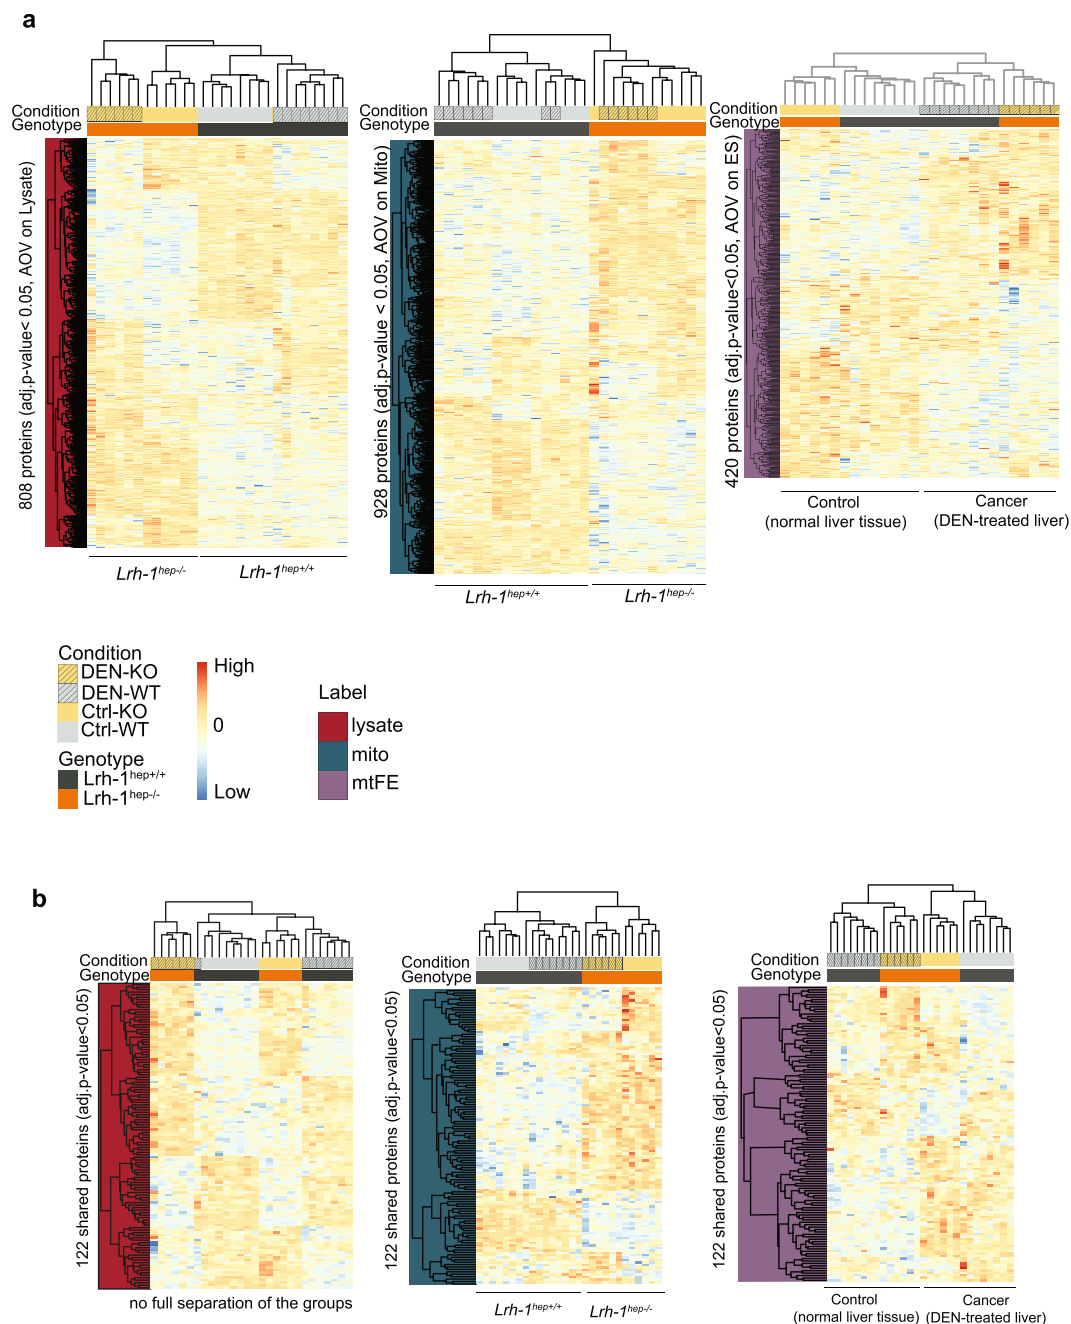 a
Condition
Genotype
808 proteins (adj.p-value< 0.05, AOV on Lysate)
Lrh-1hep-/-
Lrh-1hep+/+
Condition
Genotype
928 proteins (adj.p-value < 0.05, AOV on Mito)
Lrh-1hep+/+
Lrh-1hep-/-
Condition
Genotype
420 proteins (adj.p-value<0.05, AOV on ES)
Control
(normal liver tissue)
Cancer
(DEN-treated liver)
Condition
DEN-KO
DEN-WT
Ctrl-KO
Ctrl-WT
Genotype
Lrh-1hep+/+
Lrh-1hep-/-
High
0
Low
Label
lysate
mito
mtFE
b
Condition
Genotype
122 shared proteins (adj.p-value<0.05)
no full separation of the groups
Condition
Genotype
122 shared proteins (adj.p-value<0.05)
Lrh-1hep+/+
Lrh-1hep-/-
Condition
Genotype
122 shared proteins (adj.p-value<0.05)
Control
(normal liver tissue)
Cancer
(DEN-treated liver)